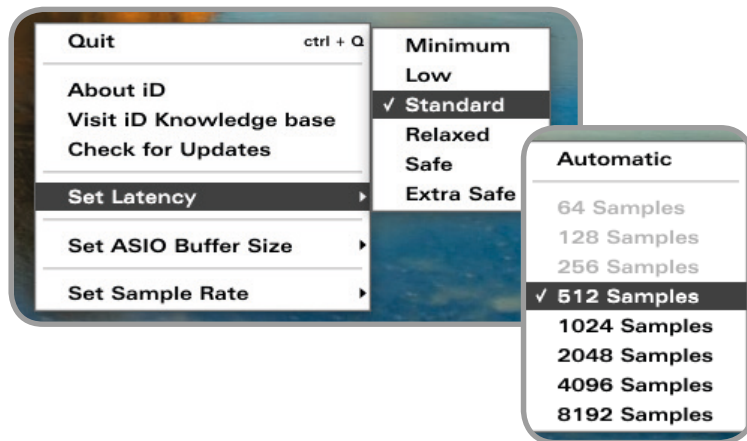 Quit ctrl + Q
About iD
Visit iD Knowledge base
Check for Updates
Set Latency
Set ASIO Buffer Size
Set Sample Rate
Minimum
Low
✓ Standard
Relaxed
Safe
Extra Safe
Automatic
64 Samples
128 Samples
256 Samples
✓ 512 Samples
1024 Samples
2048 Samples
4096 Samples
8192 Samples